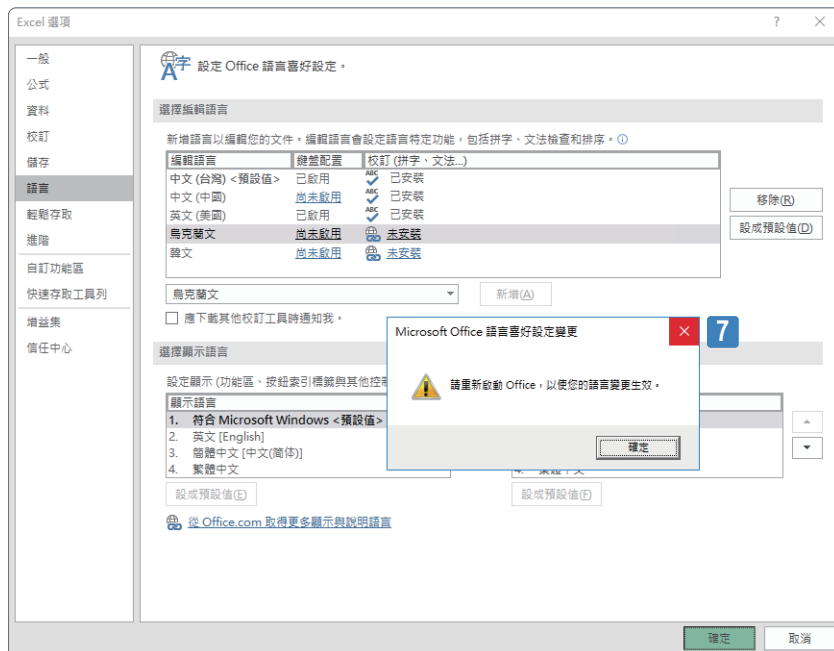 Excel 選項
? ×
一般
公式
資料
校訂
儲存
語言
輕鬆存取
進階
自訂功能區
快速存取工具列
增益集
信任中心
A字 設定 Office 語言喜好設定。
選擇編輯語言
新增語言以編輯您的文件。編輯語言會設定語言特定功能，包括拼字、文法檢查和排序。
編輯語言 鍵盤配置 校訂 (拼字、文法...)
中文 (台灣) <預設值> 已啟用 ABC 已安裝
中文 (中國) 尚未啟用 ABC 已安裝
英文 (美國) 已啟用 ABC 已安裝
烏克蘭文 尚未啟用 未安裝
韓文 尚未啟用 未安裝
移除(R)
設成預設值(D)
烏克蘭文 新增(A)
應下載其他校訂工具時通知我。
選擇顯示語言
設定顯示 (功能區、按鈕索引標籤與其他控制
顯示語言
1. 符合 Microsoft Windows <預設值>
2. 英文 [English]
3. 簡體中文 [中文(简体)]
4. 繁體中文
設成預設值(E)
設成預設值(F)
從 Office.com 取得更多顯示與說明語言
Microsoft Office 語言喜好設定變更 × 7
請重新啟動 Office，以使您的語言變更生效。
確定
確定 取消